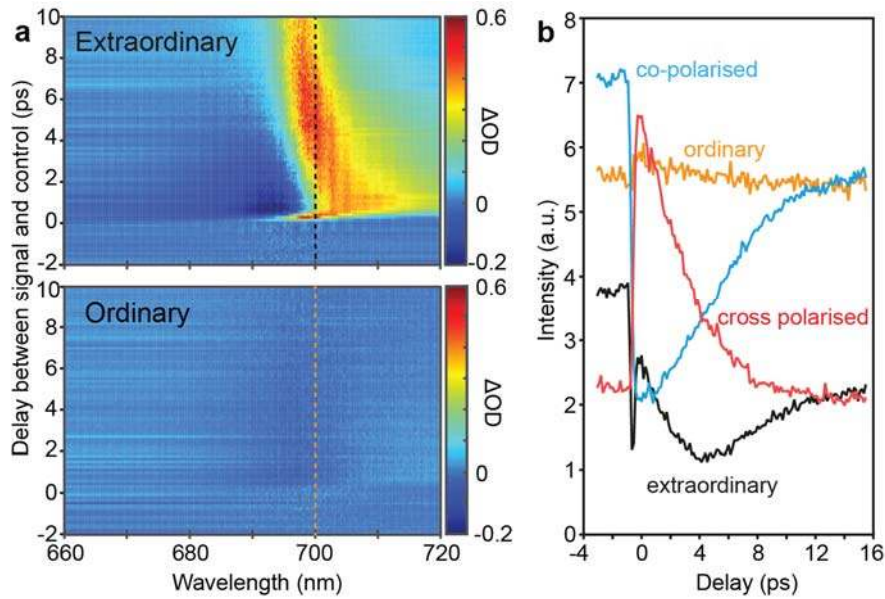 a
Extraordinary
10
8
6
4
2
0
-2
0.6
ΔOD
0
-0.2
Ordinary
10
8
6
4
2
0
-2
0.6
ΔOD
0
-0.2
660
680
700
720
Wavelength (nm)
Delay between signal and control (ps)
b
co-polarised
ordinary
cross polarised
extraordinary
8
7
6
5
4
3
2
1
0
Intensity (a.u.)
-4
0
4
8
12
16
Delay (ps)